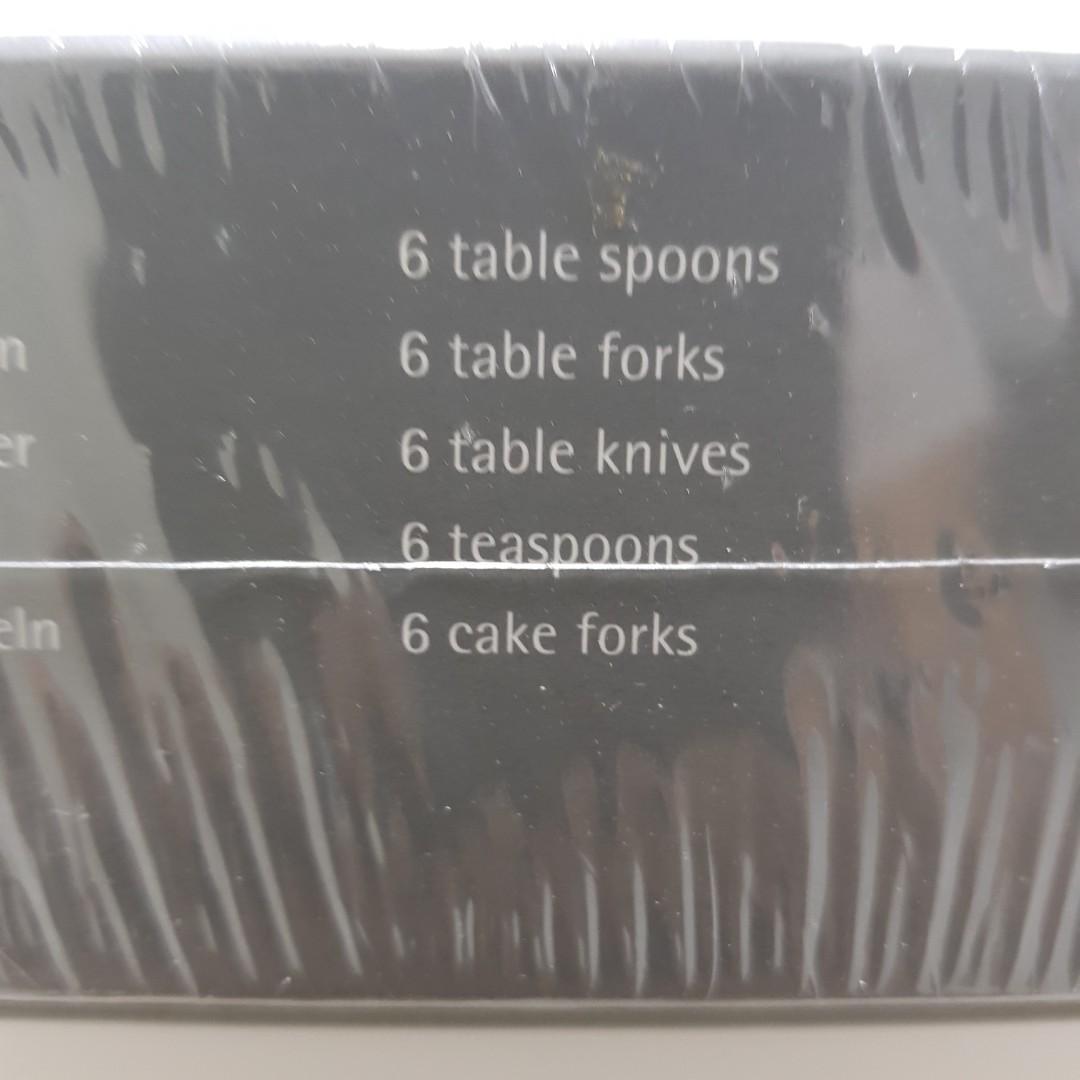 6 table spoons
6 table forks
6 table knives
6 teaspoons
6 cake forks